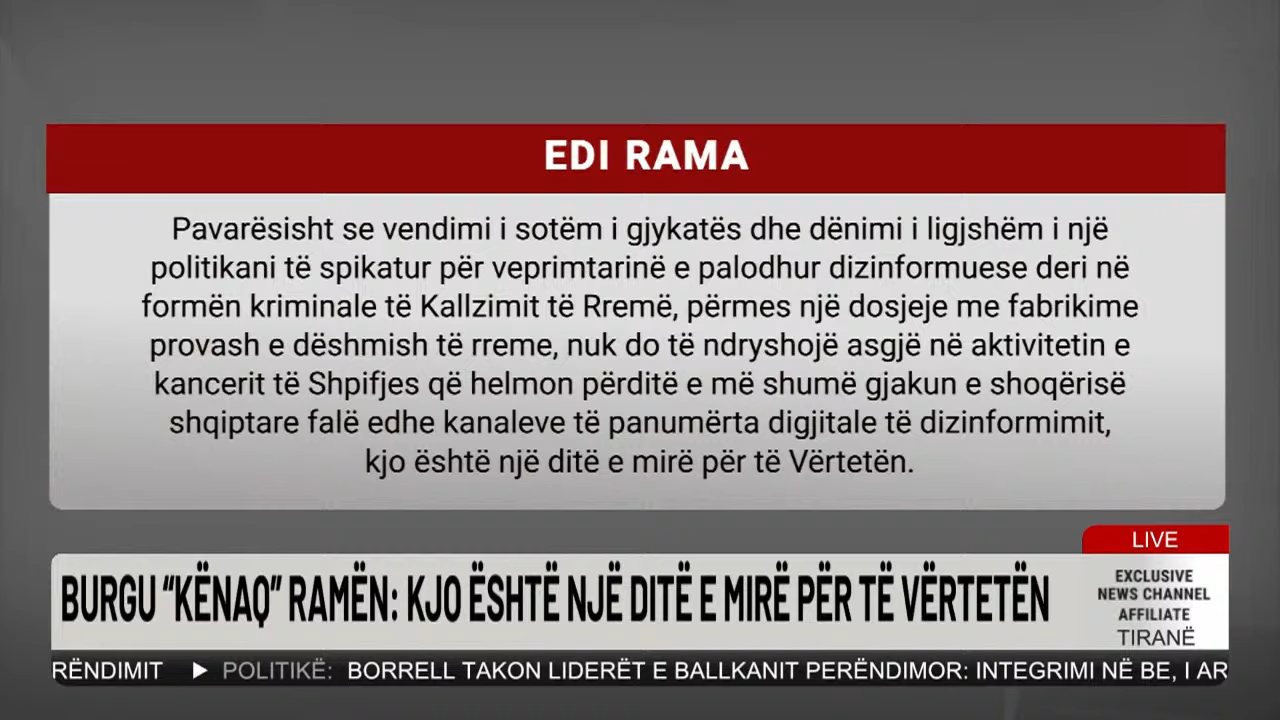 EDI RAMA
Pavarësisht se vendimi i sotëm i gjykatës dhe dënimi i ligjshëm i një
politikani të spikatur për veprimtarinë e palodhur dizinformuese deri në
formën kriminale të Kallzimit të Rremë, përmes një dosjeje me fabrikime
provash e dëshmish të rreme, nuk do të ndryshojë asgjë në aktivitetin e
kancerit të Shpifjes që helmon përditë e më shumë gjakun e shoqërisë
shqiptare falë edhe kanaleve të panumërta digjitale të dizinformimit,
kjo është një ditë e mirë për të Vërtetën.
LIVE
BURGU “KËNAQ” RAMËN: KJO ËSHTË NJË DITË E MIRË PËR TË VËRTETËN
EXCLUSIVE
NEWS CHANNEL
AFFILIATE
TIRANË
RËNDIMIT ▶ POLITIKË: BORRELL TAKON LIDERËT E BALLKANIT PERËNDIMOR: INTEGRIMI NË BE, I AR